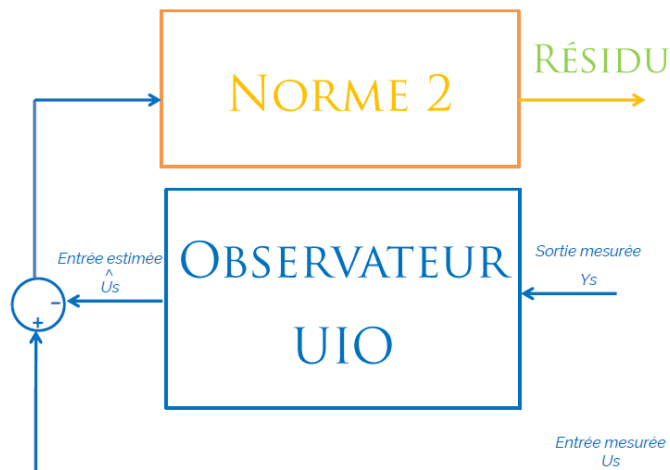 RÉSIDU
NORME 2
OBSERVATEUR
UIO
Entrée estimée
^
Us
Sortie mesurée
Ys
-
+
Entrée mesurée
Us